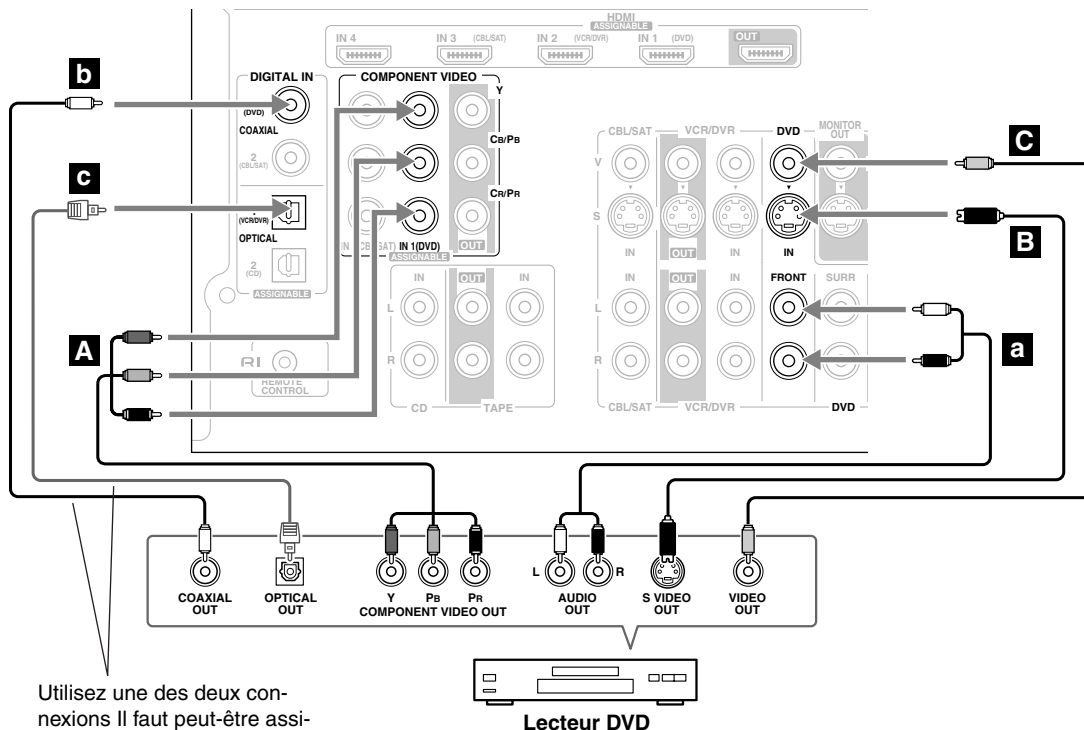 HDMI
ASSIGNABLE
IN 4
IN 3 (CBL/SAT)
IN 2 (VCR/DVR)
IN 1 (DVD)
OUT
b
DIGITAL IN
(DVD)
COAXIAL
2
(CBL/SAT)
c
(VCR/DVR)
OPTICAL
2
(CD)
ASSIGNABLE
COMPONENT VIDEO
Y
CB/PB
CR/PR
IN 1(DVD)
OUT
ASSIGNABLE
CBL/SAT
VCR/DVR
DVD
MONITOR
OUT
V
S
IN
OUT
IN
IN
C
B
A
RI
REMOTE
CONTROL
IN
OUT
IN
L
R
CD
TAPE
IN
OUT
IN
FRONT
SURR
L
R
CBL/SAT
VCR/DVR
DVD
a
COAXIAL
OUT
OPTICAL
OUT
Y
PB
PR
COMPONENT VIDEO OUT
L
R
AUDIO
OUT
S VIDEO
OUT
VIDEO
OUT
Utilisez une des deux con-
nexions Il faut peut-être assi-
Lecteur DVD